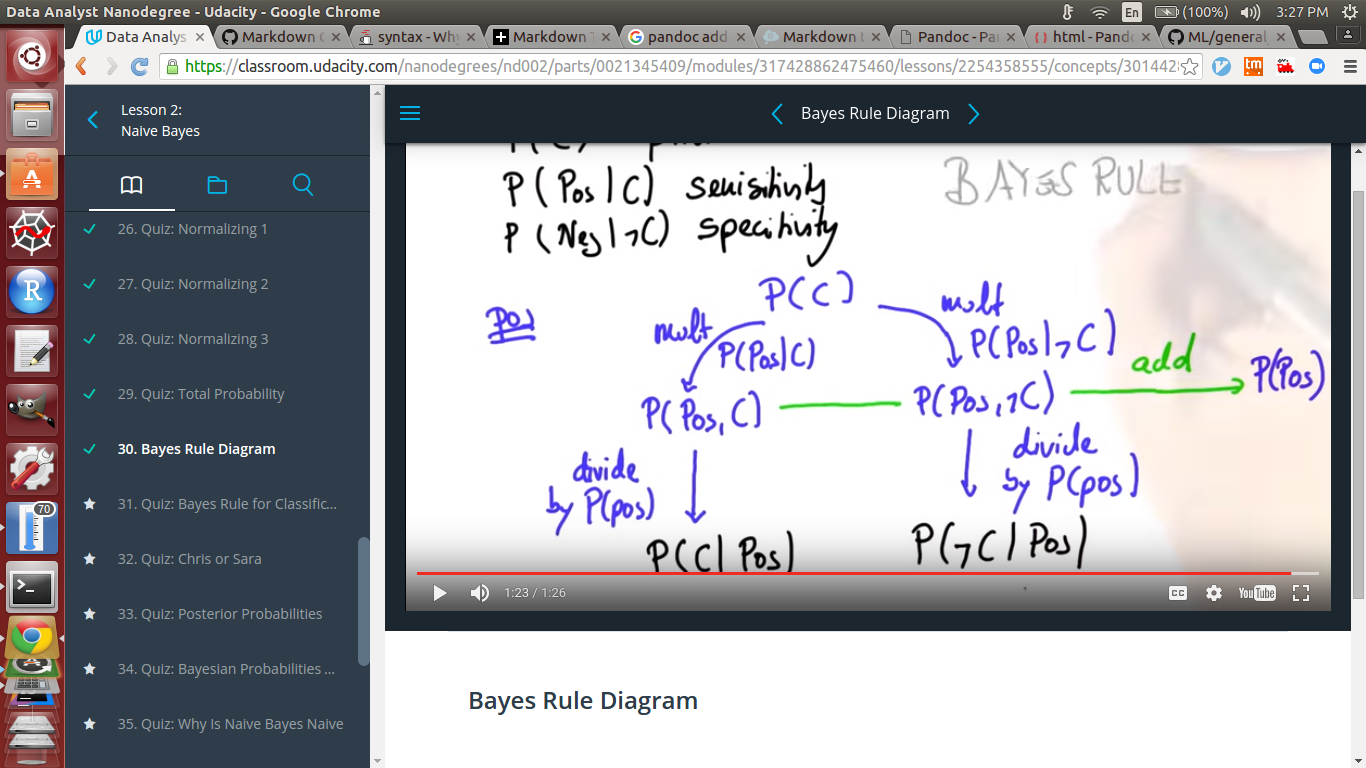 Data Analyst Nanodegree - Udacity - Google Chrome
En
(100%)
3:27 PM
Data Analys
Markdown
syntax - Why
Markdown T
pandoc add
Markdown
Pandoc - Pa
html - Pando
ML/general
https://classroom.udacity.com/nanodegrees/nd002/parts/0021345409/modules/317428862475460/lessons/2254358555/concepts/301442
Lesson 2:
Naive Bayes
26. Quiz: Normalizing 1
27. Quiz: Normalizing 2
28. Quiz: Normalizing 3
29. Quiz: Total Probability
30. Bayes Rule Diagram
31. Quiz: Bayes Rule for Classific...
32. Quiz: Chris or Sara
33. Quiz: Posterior Probabilities
34. Quiz: Bayesian Probabilities ...
35. Quiz: Why Is Naive Bayes Naive
70
Bayes Rule Diagram
P(Pos|C) sensitivity
P(Neg|¬C) specitivity
BAYES RULE
Pos
P(C)
mult
P(Pos|C)
mult
P(Pos|¬C)
add
P(Pos)
P(Pos,C)
P(Pos,¬C)
divide
by P(pos)
divide
by P(pos)
P(C|Pos)
P(¬C|Pos)
1:23 / 1:26
CC
YouTube
Bayes Rule Diagram